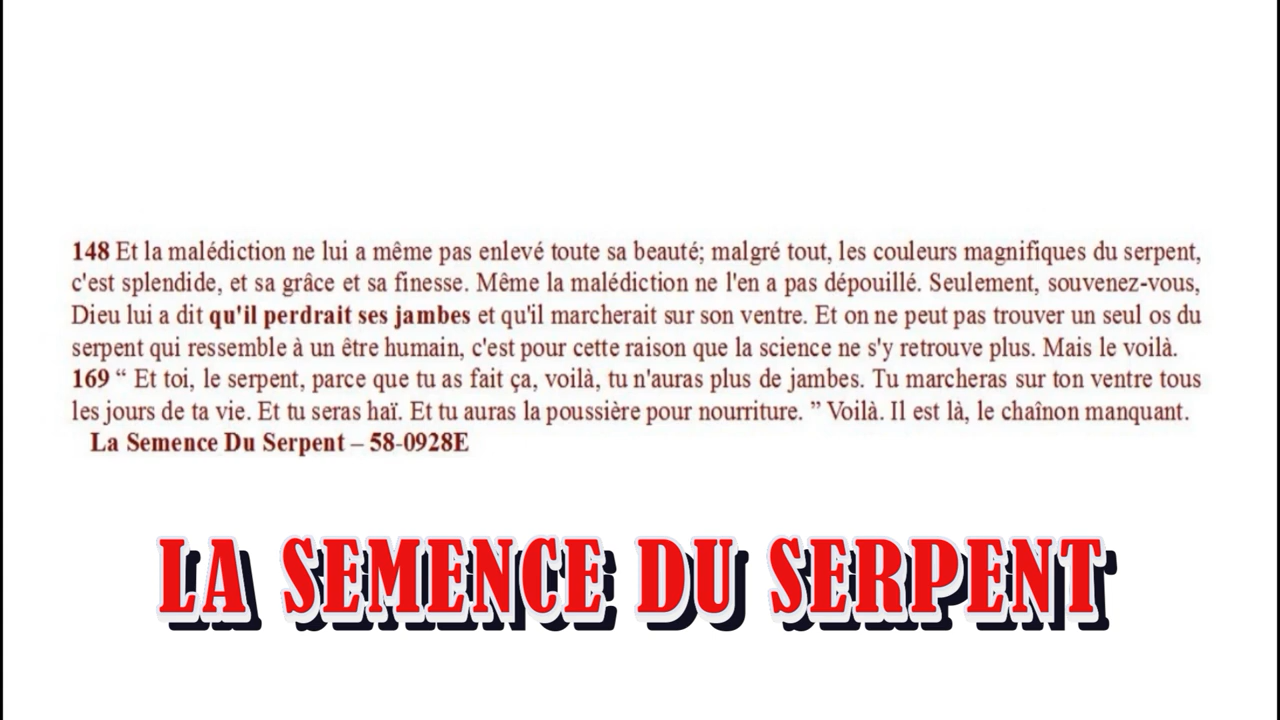 148 Et la malédiction ne lui a même pas enlevé toute sa beauté; malgré tout, les couleurs magnifiques du serpent,
c'est splendide, et sa grâce et sa finesse. Même la malédiction ne l'en a pas dépouillé. Seulement, souvenez-vous,
Dieu lui a dit qu'il perdrait ses jambes et qu'il marcherait sur son ventre. Et on ne peut pas trouver un seul os du
serpent qui ressemble à un être humain, c'est pour cette raison que la science ne s'y retrouve plus. Mais le voilà.
169 “ Et toi, le serpent, parce que tu as fait ça, voilà, tu n'auras plus de jambes. Tu marcheras sur ton ventre tous
les jours de ta vie. Et tu seras haï. Et tu auras la poussière pour nourriture. ” Voilà. Il est là, le chaînon manquant.
La Semence Du Serpent – 58-0928E
LA SEMENCE DU SERPENT